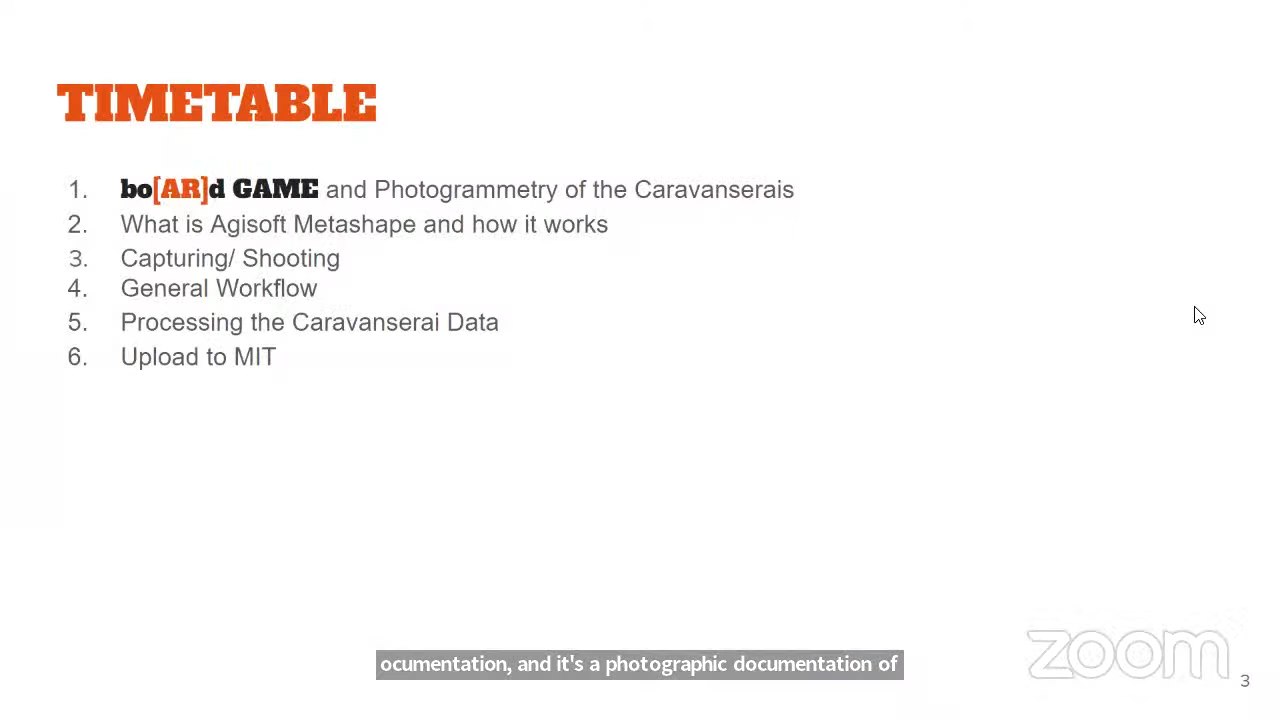 TIMETABLE
1. bo[AR]d GAME and Photogrammetry of the Caravanserais
2. What is Agisoft Metashape and how it works
3. Capturing/ Shooting
4. General Workflow
5. Processing the Caravanserai Data
6. Upload to MIT
ocumentation, and it's a photographic documentation of
zoom
3